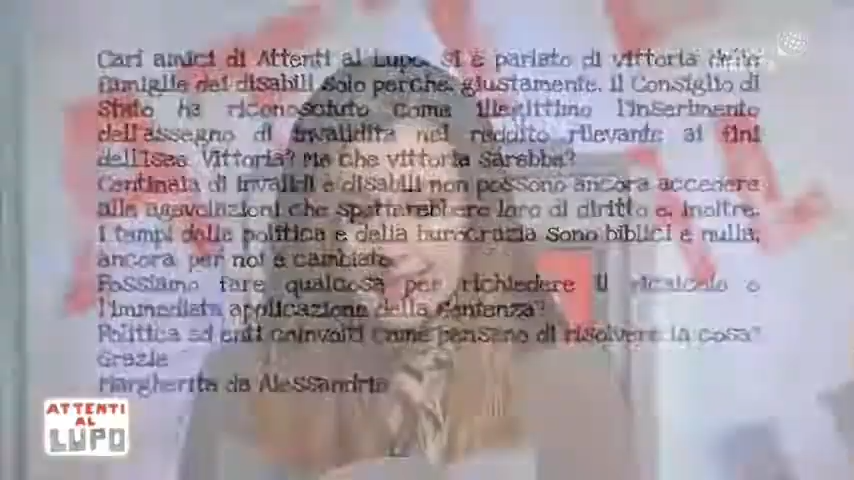 Cari amici di Attenti al Lupo, si è parlato di vittoria delle
famiglie dei disabili solo perché, giustamente, il Consiglio di
Stato ha riconosciuto come illegittimo l'inserimento
dell'assegno di invalidità nel reddito rilevante ai fini
dell'Isee. Vittoria? Ma che vittoria sarebbe?
Centinaia di invalidi e disabili non possono ancora accedere
alle agevolazioni che spetterebbero loro di diritto e, inoltre,
i tempi della politica e della burocrazia sono biblici e nulla,
ancora, per noi è cambiato.
Possiamo fare qualcosa per richiedere il ricalcolo o
l'immediata applicazione della Sentenza?
Politica ed enti coinvolti come pensano di risolvere la cosa?
Grazie
Margherita da Alessandria
ATTENTI
AL
LUPO